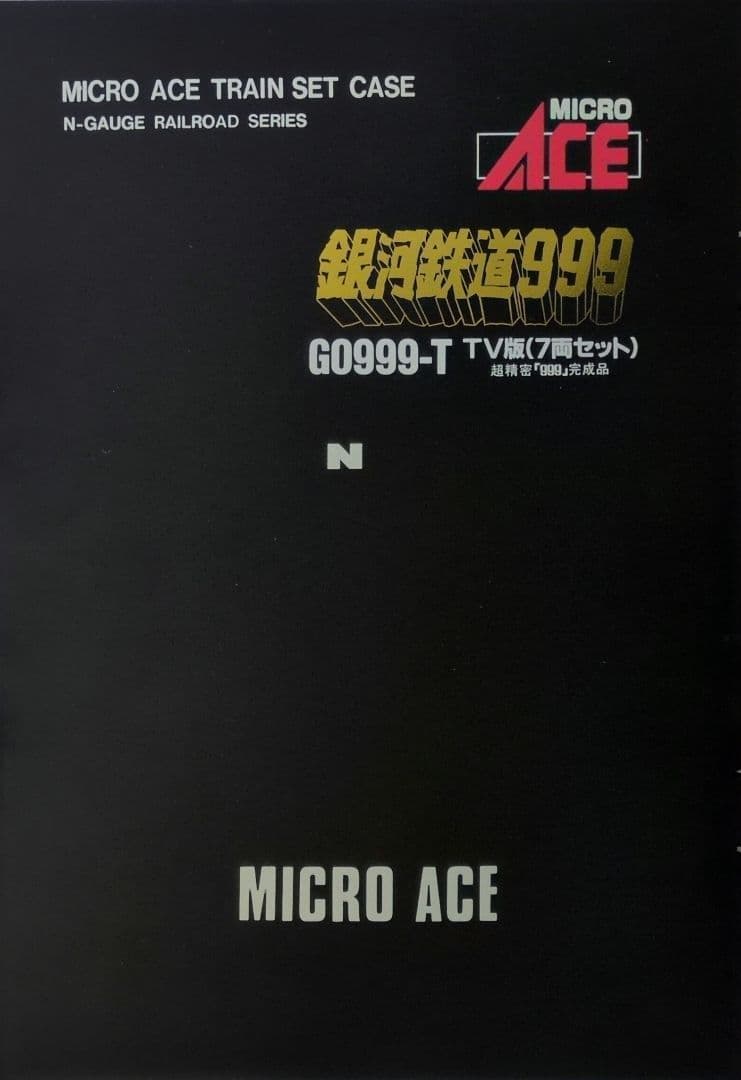 MICRO ACE TRAIN SET CASE
N-GAUGE RAILROAD SERIES
MICRO
ACE
銀河鉄道999
GO999-T TV版(7両セット)
超精密「999」完成品
N
MICRO ACE